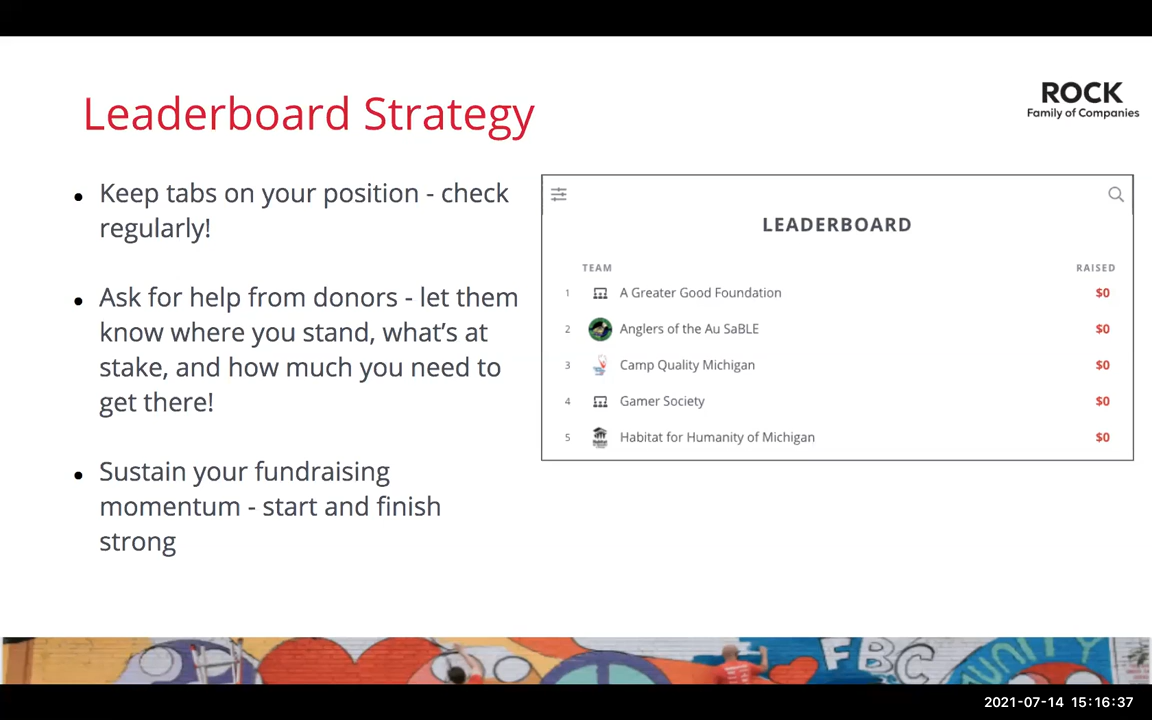 Leaderboard Strategy
ROCK
Family of Companies
• Keep tabs on your position - check
regularly!
• Ask for help from donors - let them
know where you stand, what's at
stake, and how much you need to
get there!
• Sustain your fundraising
momentum - start and finish
strong
LEADERBOARD
TEAM RAISED
1 A Greater Good Foundation $0
2 Anglers of the Au SaBLE $0
3 Camp Quality Michigan $0
4 Gamer Society $0
5 Habitat for Humanity of Michigan $0
FBC
UNITY
2021-07-14 15:16:37